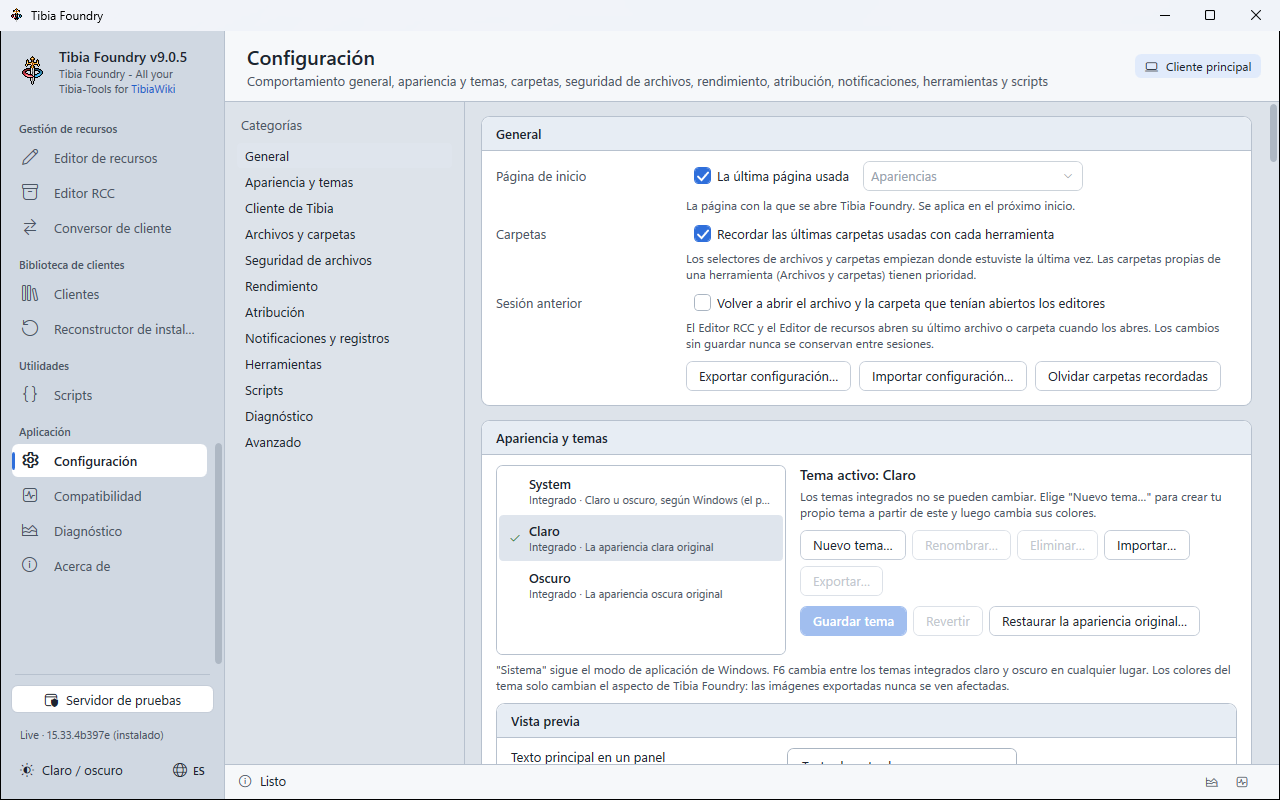 Tibia Foundry
Tibia Foundry v9.0.5
Tibia Foundry - All your
Tibia-Tools for TibiaWiki
Gestión de recursos
Editor de recursos
Editor RCC
Conversor de cliente
Biblioteca de clientes
Clientes
Reconstructor de instal...
Utilidades
Scripts
Aplicación
Configuración
Compatibilidad
Diagnóstico
Acerca de
Servidor de pruebas
Live · 15.33.4b397e (instalado)
Claro / oscuro
ES
Configuración
Comportamiento general, apariencia y temas, carpetas, seguridad de archivos, rendimiento, atribución, notificaciones, herramientas y scripts
Cliente principal
Categorías
General
Apariencia y temas
Cliente de Tibia
Archivos y carpetas
Seguridad de archivos
Rendimiento
Atribución
Notificaciones y registros
Herramientas
Scripts
Diagnóstico
Avanzado
General
Página de inicio
La última página usada
Apariencias
La página con la que se abre Tibia Foundry. Se aplica en el próximo inicio.
Carpetas
Recordar las últimas carpetas usadas con cada herramienta
Los selectores de archivos y carpetas empiezan donde estuviste la última vez. Las carpetas propias de
una herramienta (Archivos y carpetas) tienen prioridad.
Sesión anterior
Volver a abrir el archivo y la carpeta que tenían abiertos los editores
El Editor RCC y el Editor de recursos abren su último archivo o carpeta cuando los abres. Los cambios
sin guardar nunca se conservan entre sesiones.
Exportar configuración...
Importar configuración...
Olvidar carpetas recordadas
Apariencia y temas
System
Integrado · Claro u oscuro, según Windows (el p...
Claro
Integrado · La apariencia clara original
Oscuro
Integrado · La apariencia oscura original
Tema activo: Claro
Los temas integrados no se pueden cambiar. Elige "Nuevo tema..." para crear tu
propio tema a partir de este y luego cambia sus colores.
Nuevo tema...
Renombrar...
Eliminar...
Importar...
Exportar...
Guardar tema
Revertir
Restaurar la apariencia original...
"Sistema" sigue el modo de aplicación de Windows. F6 cambia entre los temas integrados claro y oscuro en cualquier lugar. Los colores del
tema solo cambian el aspecto de Tibia Foundry: las imágenes exportadas nunca se ven afectadas.
Vista previa
Texto principal en un panel
Listo